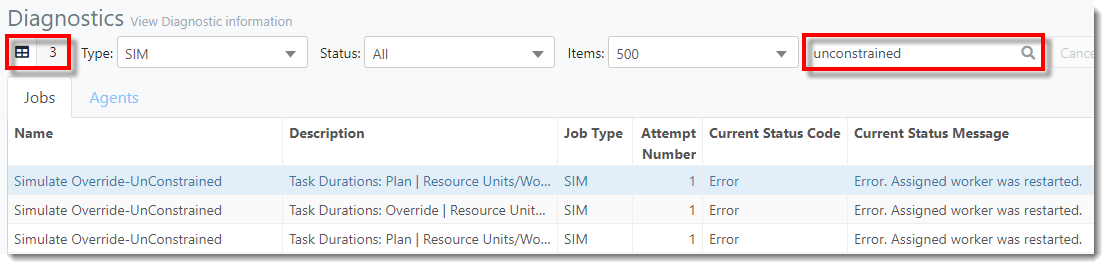 Diagnostics View Diagnostic information
3 Type: SIM Status: All Items: 500 unconstrained Cance
Jobs Agents
Name Description Job Type Attempt Number Current Status Code Current Status Message
Simulate Override-UnConstrained Task Durations: Plan | Resource Units/Wo... SIM 1 Error Error. Assigned worker was restarted.
Simulate Override-UnConstrained Task Durations: Override | Resource Unit... SIM 1 Error Error. Assigned worker was restarted.
Simulate Override-UnConstrained Task Durations: Plan | Resource Units/Wo... SIM 1 Error Error. Assigned worker was restarted.